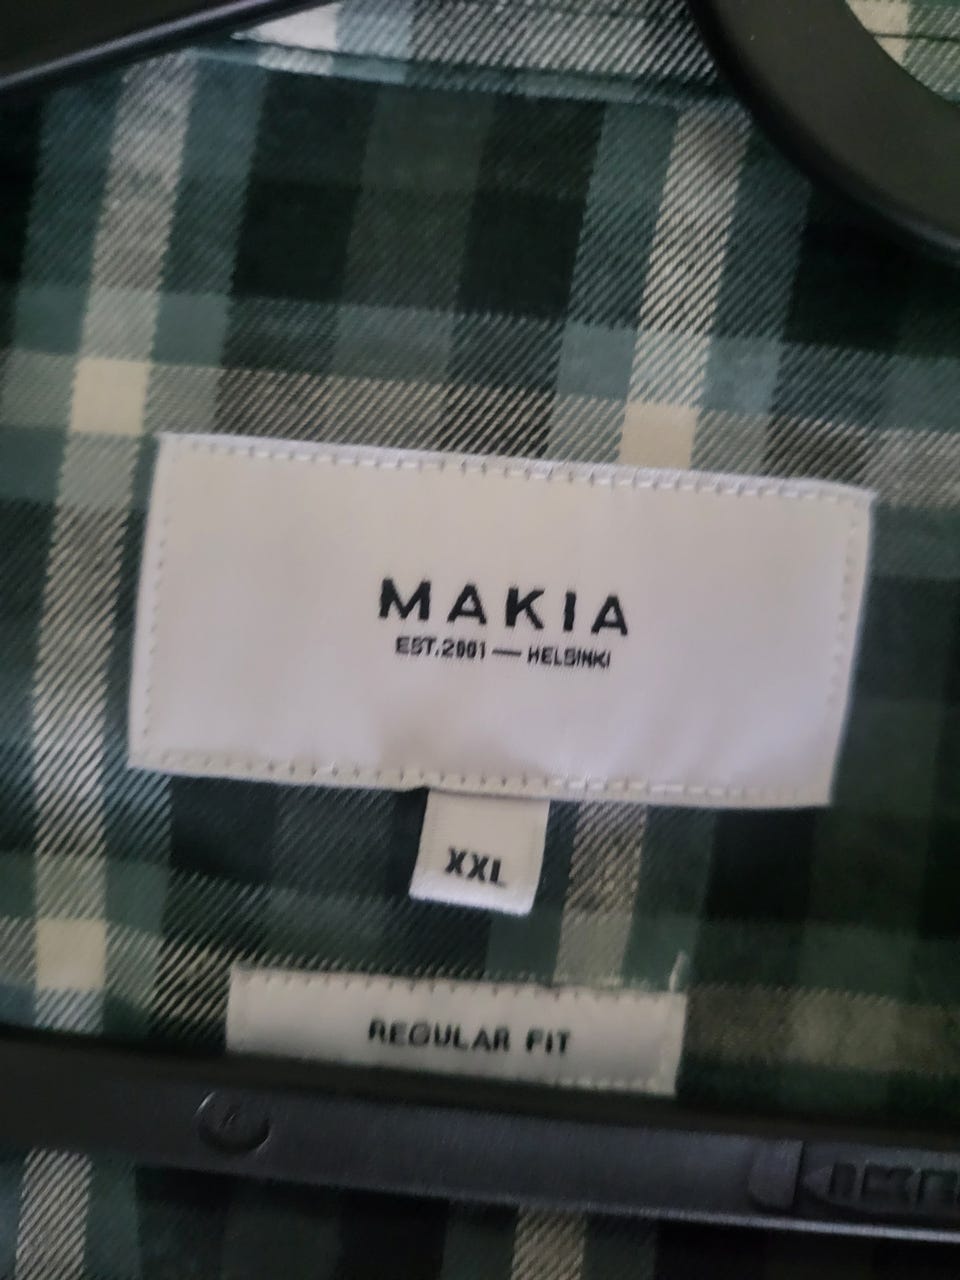 MAKIA
EST.2001 — HELSINKI
XXL
REGULAR FIT